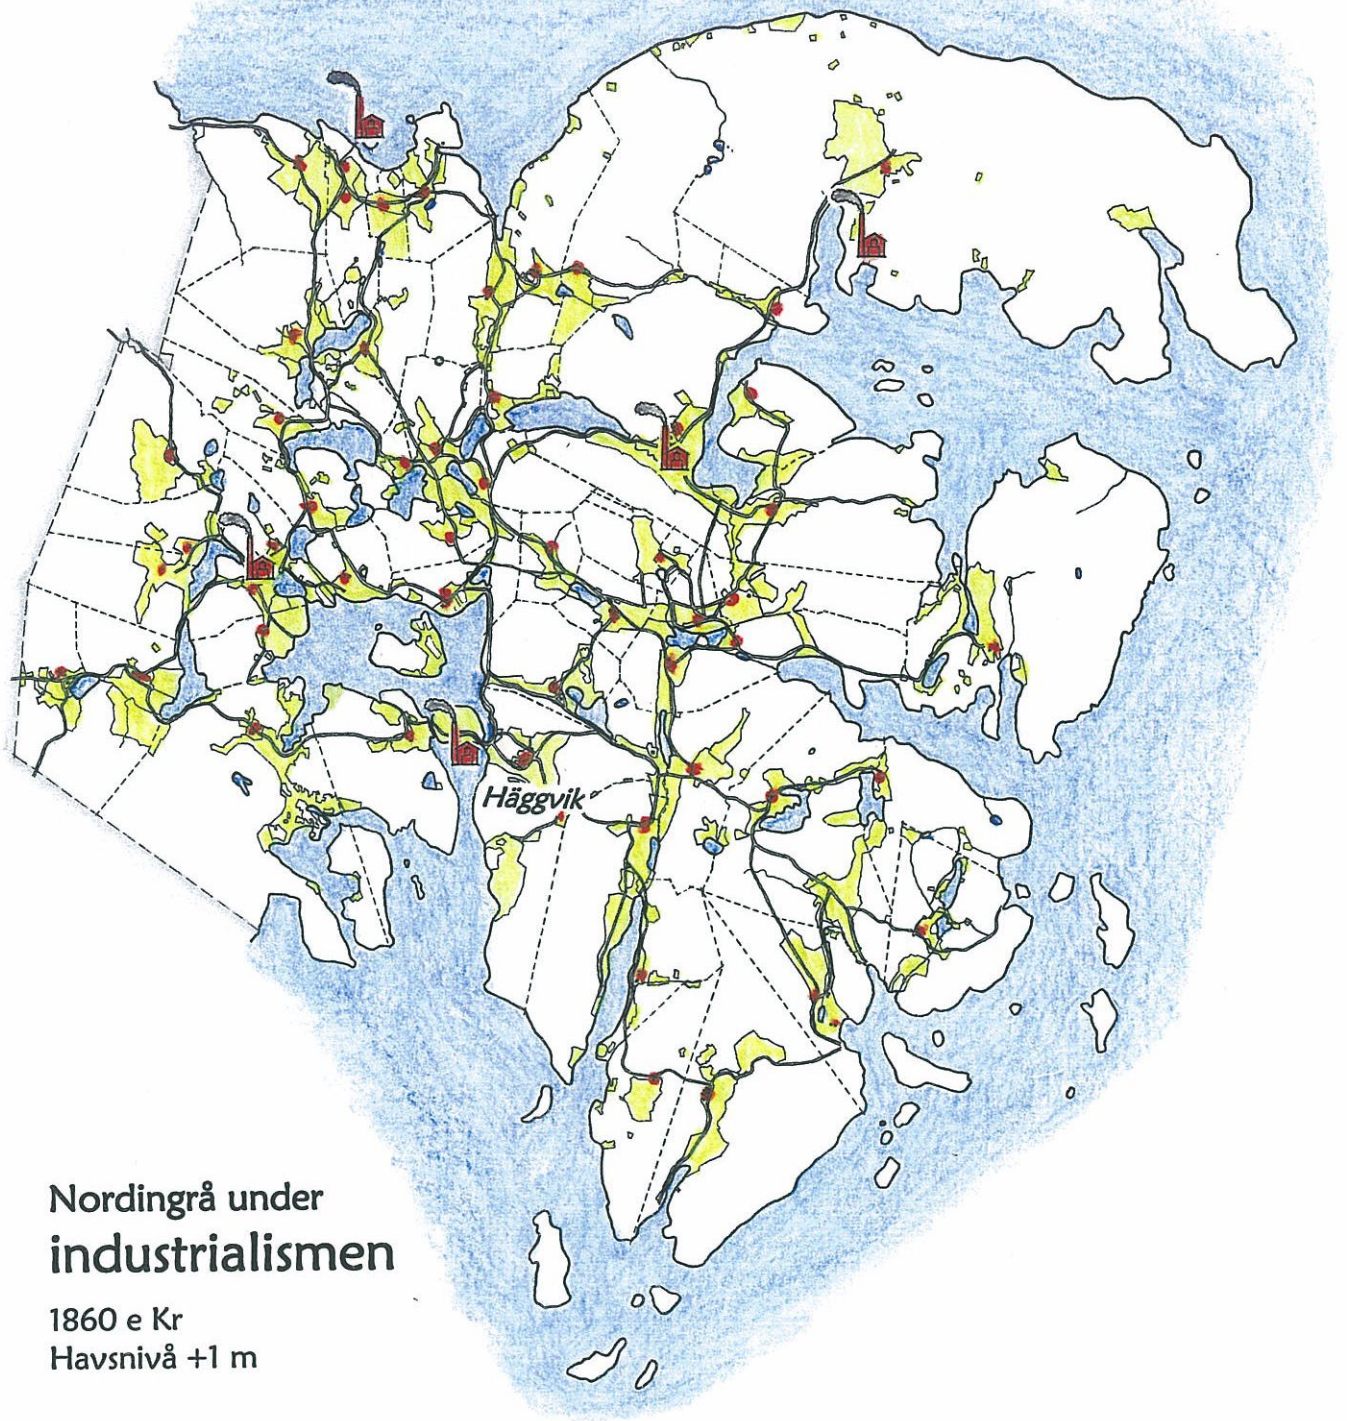 Häggvik
Nordingrå under
industrialismen
1860 e Kr
Havsnivå +1 m